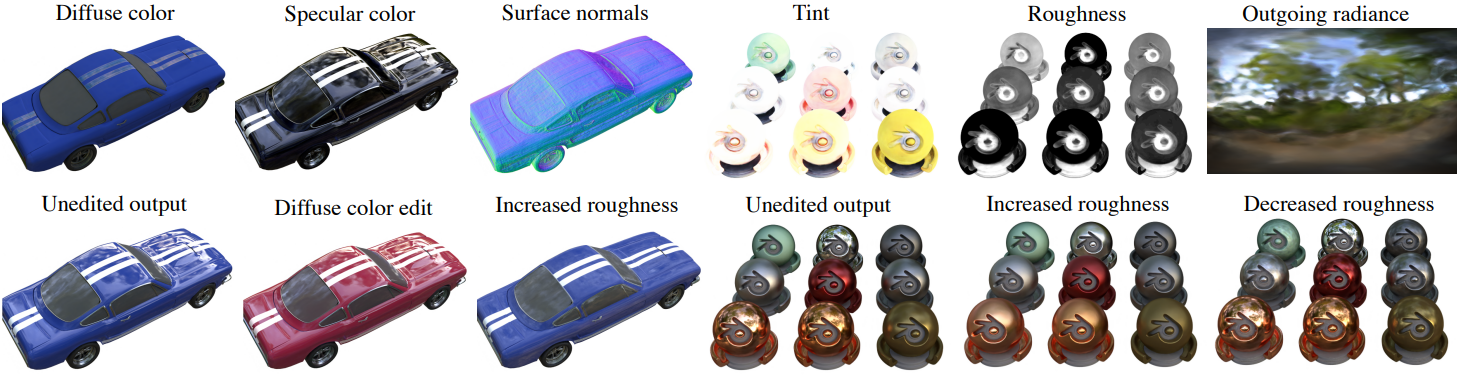 Diffuse color
Specular color
Surface normals
Tint
Roughness
Outgoing radiance
Unedited output
Diffuse color edit
Increased roughness
Unedited output
Increased roughness
Decreased roughness